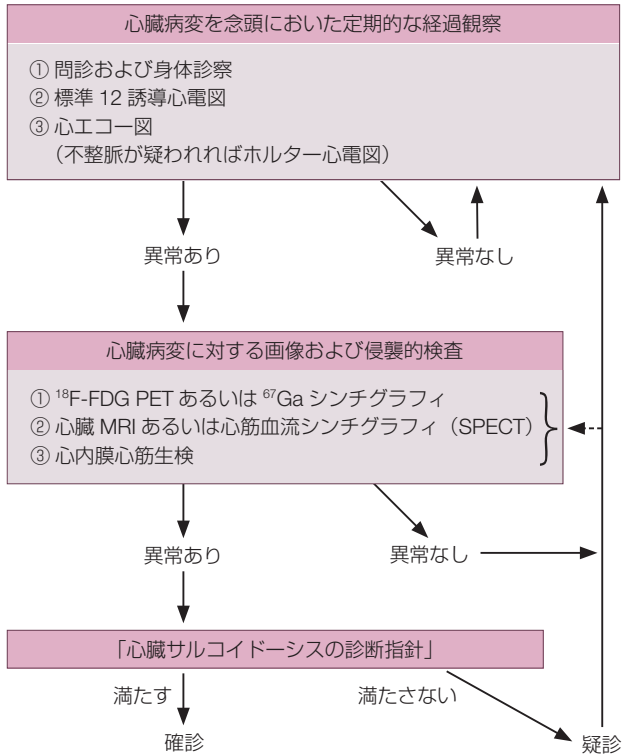 心臓病変を念頭においた定期的な経過観察
① 問診および身体診察
② 標準 12 誘導心電図
③ 心エコー図
（不整脈が疑われればホルター心電図）
異常あり
異常なし
心臓病変に対する画像および侵襲的検査
① ¹⁸F-FDG PET あるいは ⁶⁷Ga シンチグラフィ
② 心臓 MRI あるいは心筋血流シンチグラフィ（SPECT）
③ 心内膜心筋生検
異常あり
異常なし
「心臓サルコイドーシスの診断指針」
満たす
満たさない
確診
疑診